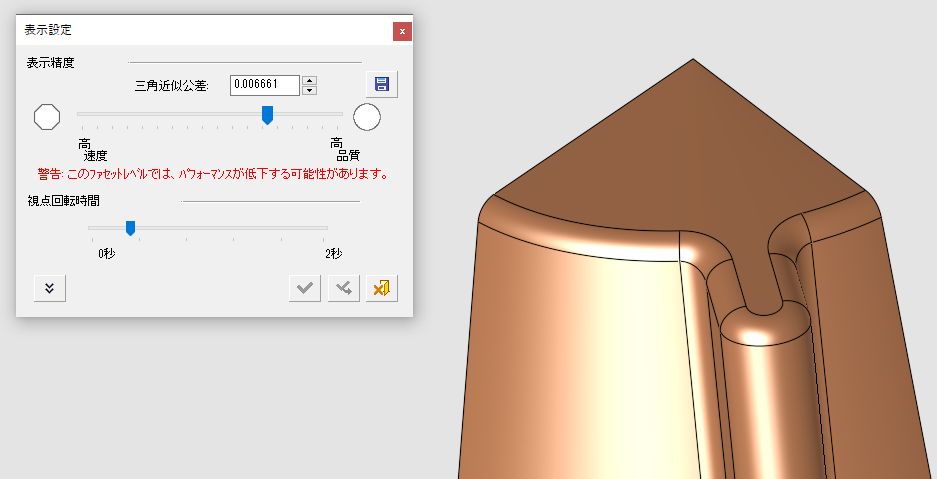 表示設定
x
表示精度
三角近似公差: 0.006661
高 高
速度 品質
警告: このﾌｧｾｯﾄﾚﾍﾞﾙでは、ﾊﾟﾌｫｰﾏﾝｽが低下する可能性があります。
視点回転時間
0秒 2秒